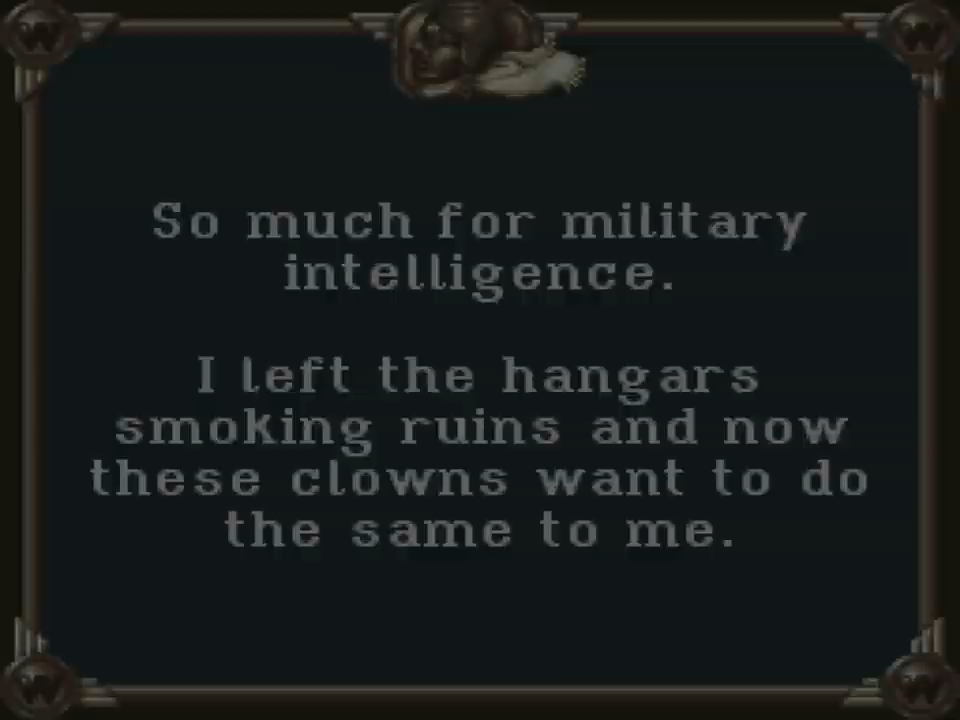 So much for military
intelligence.
I left the hangars
smoking ruins and now
these clowns want to do
the same to me.